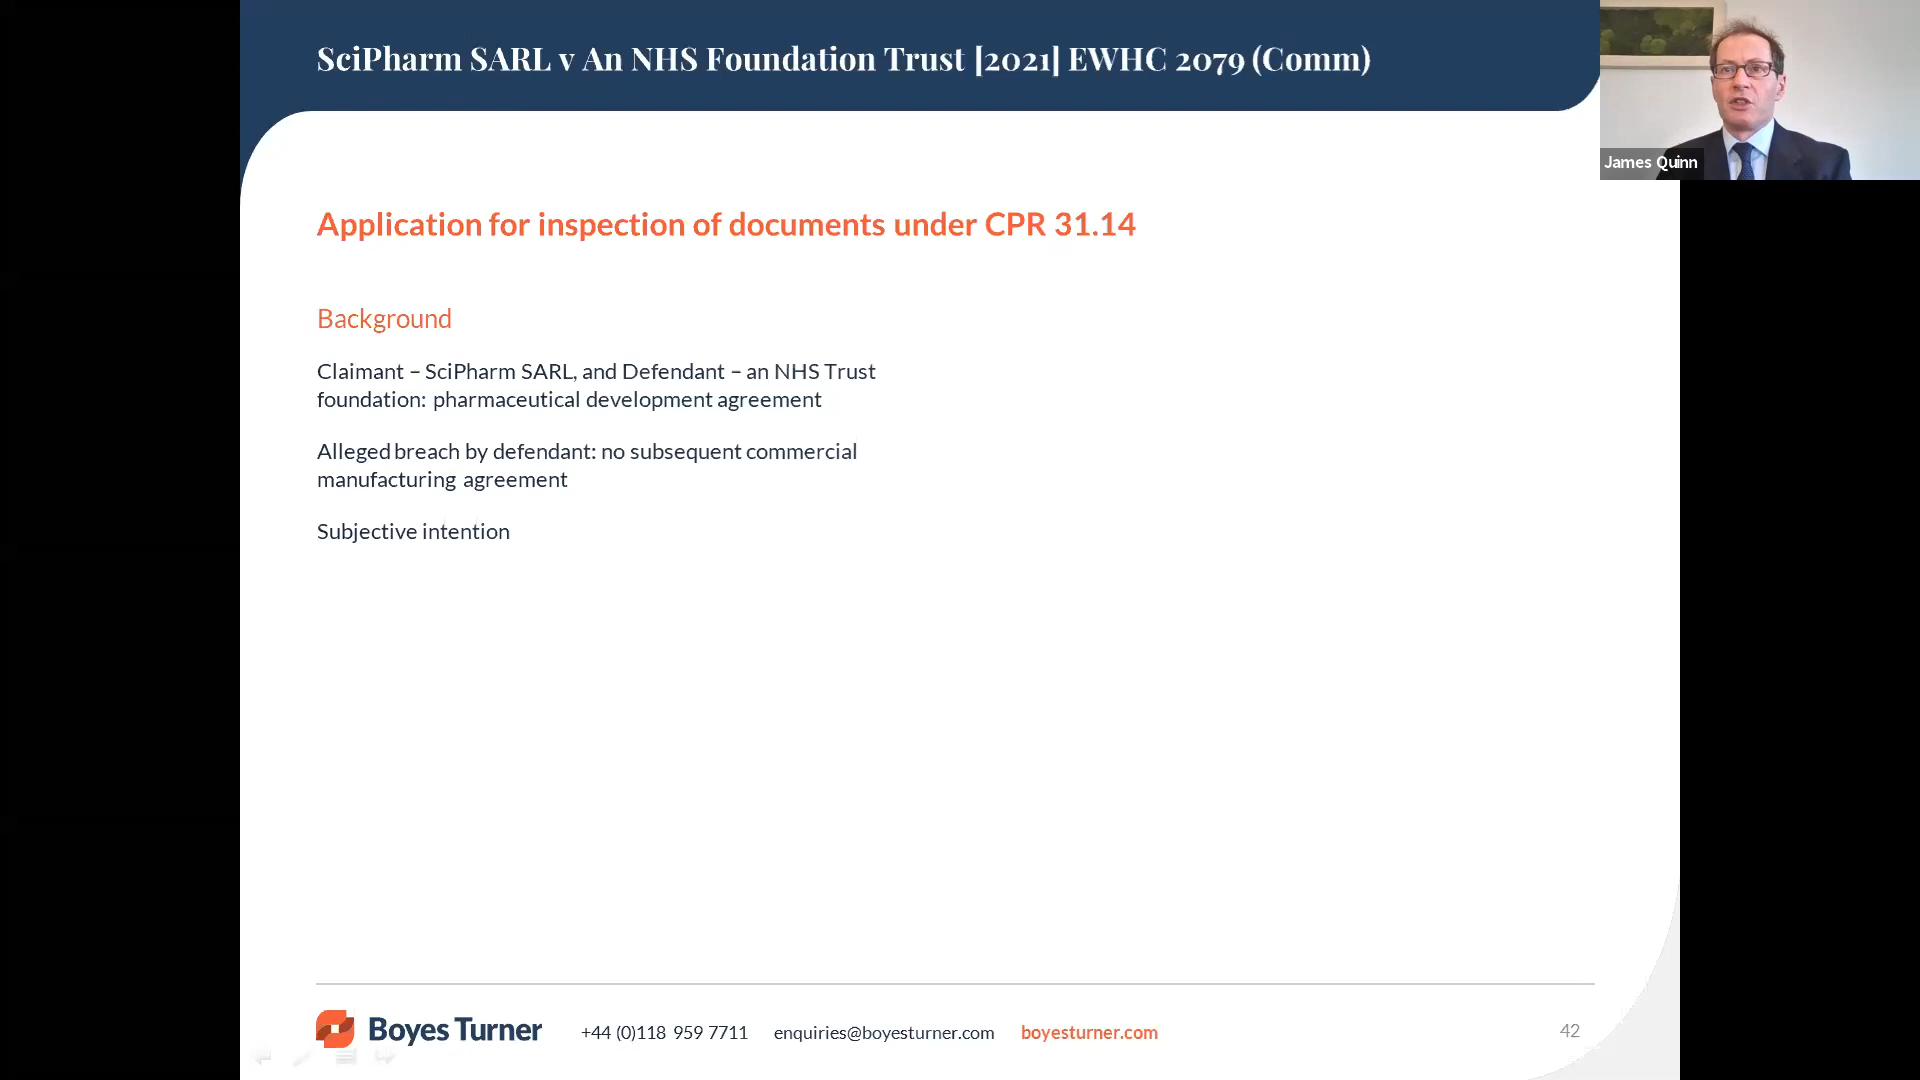 SciPharm SARL v An NHS Foundation Trust [2021] EWHC 2079 (Comm)
James Quinn
Application for inspection of documents under CPR 31.14
Background
Claimant – SciPharm SARL, and Defendant – an NHS Trust
foundation: pharmaceutical development agreement
Alleged breach by defendant: no subsequent commercial
manufacturing agreement
Subjective intention
Boyes Turner
+44 (0)118 959 7711
enquiries@boyesturner.com
boyesturner.com
42